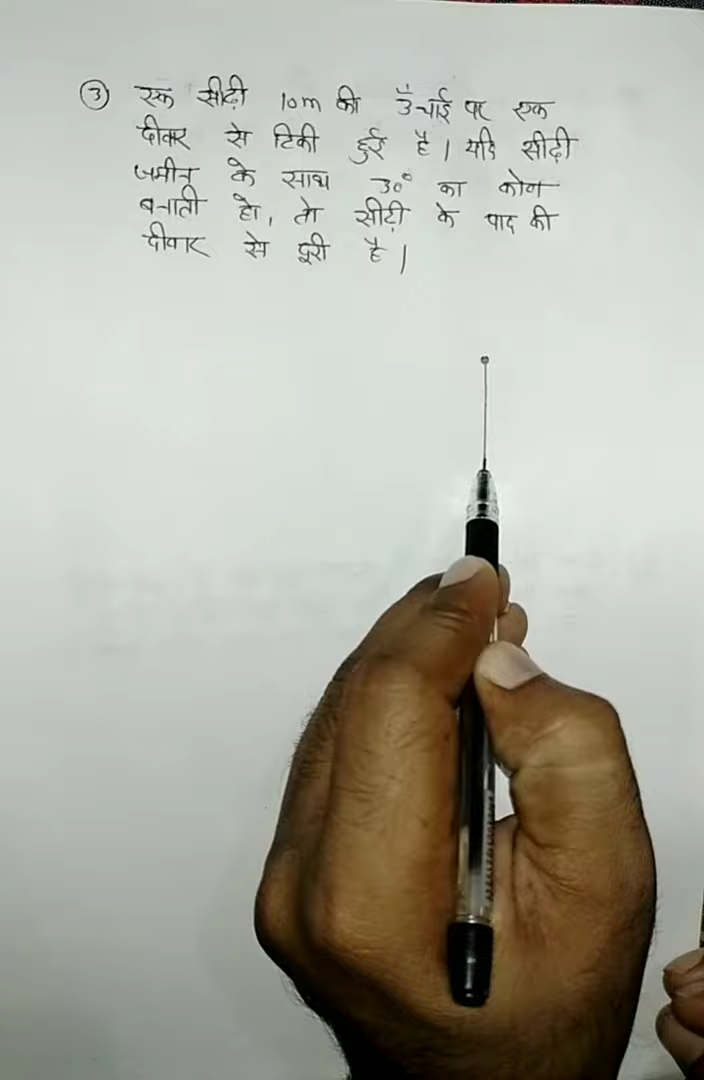 ③ एक सीढ़ी 10m की ऊँचाई पर एक
दीवार से टिकी हुई है । यदि सीढ़ी
जमीन के साथ 30° का कोण
बनाती हो, तो सीढ़ी के पाद की
दीवार से दूरी है ।